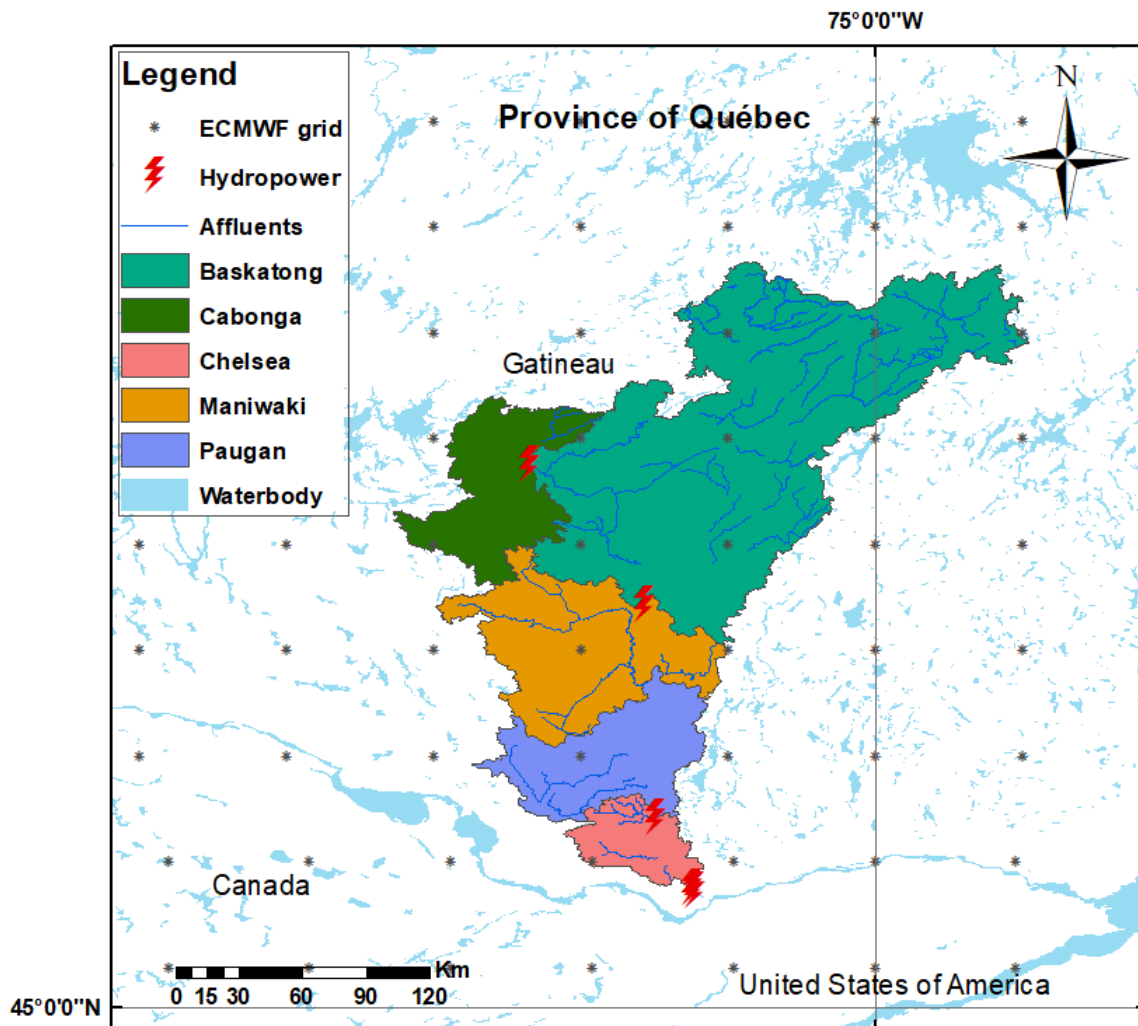 75°0'0"W
Legend
ECMWF grid
Hydropower
Affluents
Baskatong
Cabonga
Chelsea
Maniwaki
Paugan
Waterbody
Province of Québec
N
Gatineau
Canada
Km
0 15 30 60 90 120
United States of America
45°0'0"N